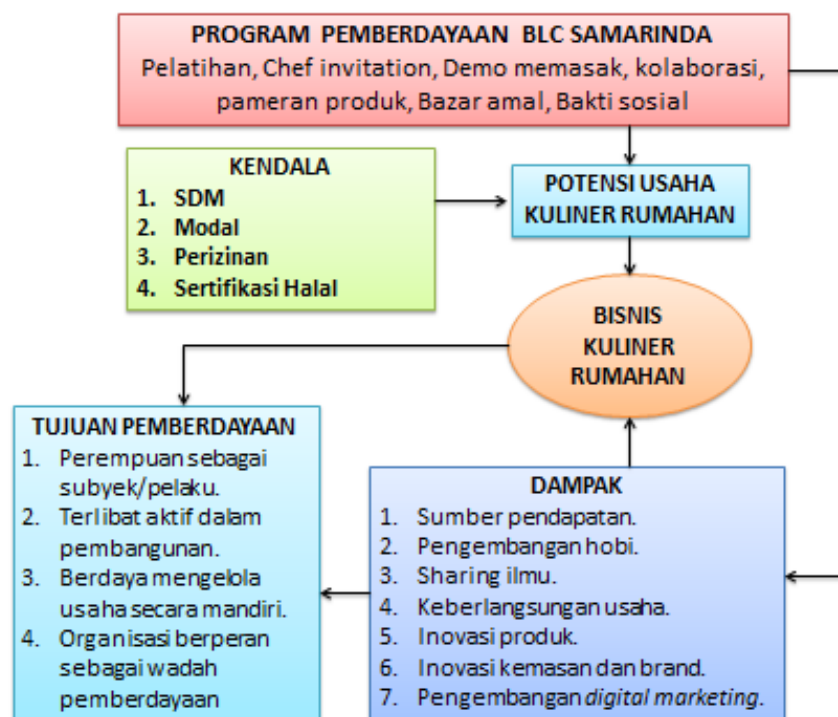 PROGRAM PEMBERDAYAAN BLC SAMARINDA
Pelatihan, Chef invitation, Demo memasak, kolaborasi,
pameran produk, Bazar amal, Bakti sosial
KENDALA
1. SDM
2. Modal
3. Perizinan
4. Sertifikasi Halal
POTENSI USAHA
KULINER RUMAHAN
BISNIS
KULINER
RUMAHAN
TUJUAN PEMBERDAYAAN
1. Perempuan sebagai
subyek/pelaku.
2. Terlibat aktif dalam
pembangunan.
3. Berdaya mengelola
usaha secara mandiri.
4. Organisasi berperan
sebagai wadah
pemberdayaan
DAMPAK
1. Sumber pendapatan.
2. Pengembangan hobi.
3. Sharing ilmu.
4. Keberlangsungan usaha.
5. Inovasi produk.
6. Inovasi kemasan dan brand.
7. Pengembangan digital marketing.